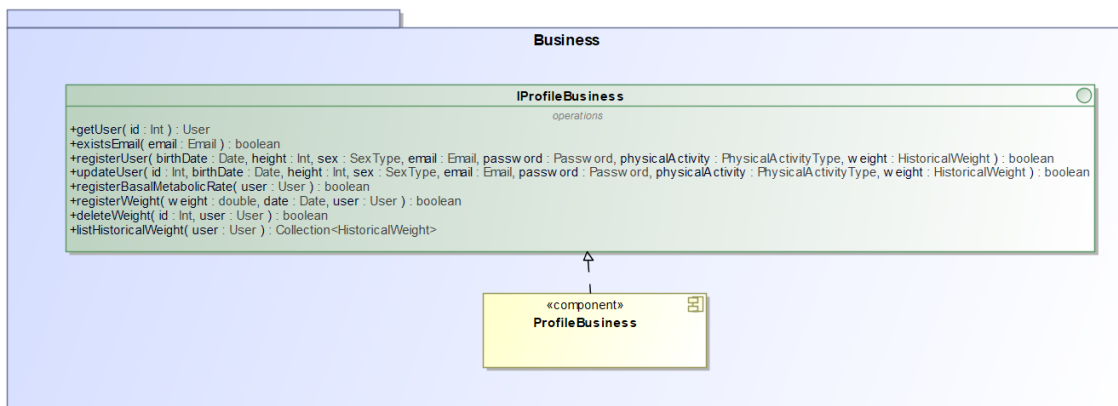 Business
IProfileBusiness
operations
+getUser( id : Int ) : User
+existsEmail( email : Email ) : boolean
+registerUser( birthDate : Date, height : Int, sex : SexType, email : Email, password : Password, physicalActivity : PhysicalActivityType, weight : HistoricalWeight ) : boolean
+updateUser( id : Int, birthDate : Date, height : Int, sex : SexType, email : Email, password : Password, physicalActivity : PhysicalActivityType, weight : HistoricalWeight ) : boolean
+registerBasalMetabolicRate( user : User ) : boolean
+registerWeight( weight : double, date : Date, user : User ) : boolean
+deleteWeight( id : Int, user : User ) : boolean
+listHistoricalWeight( user : User ) : Collection<HistoricalWeight>
«component»
ProfileBusiness